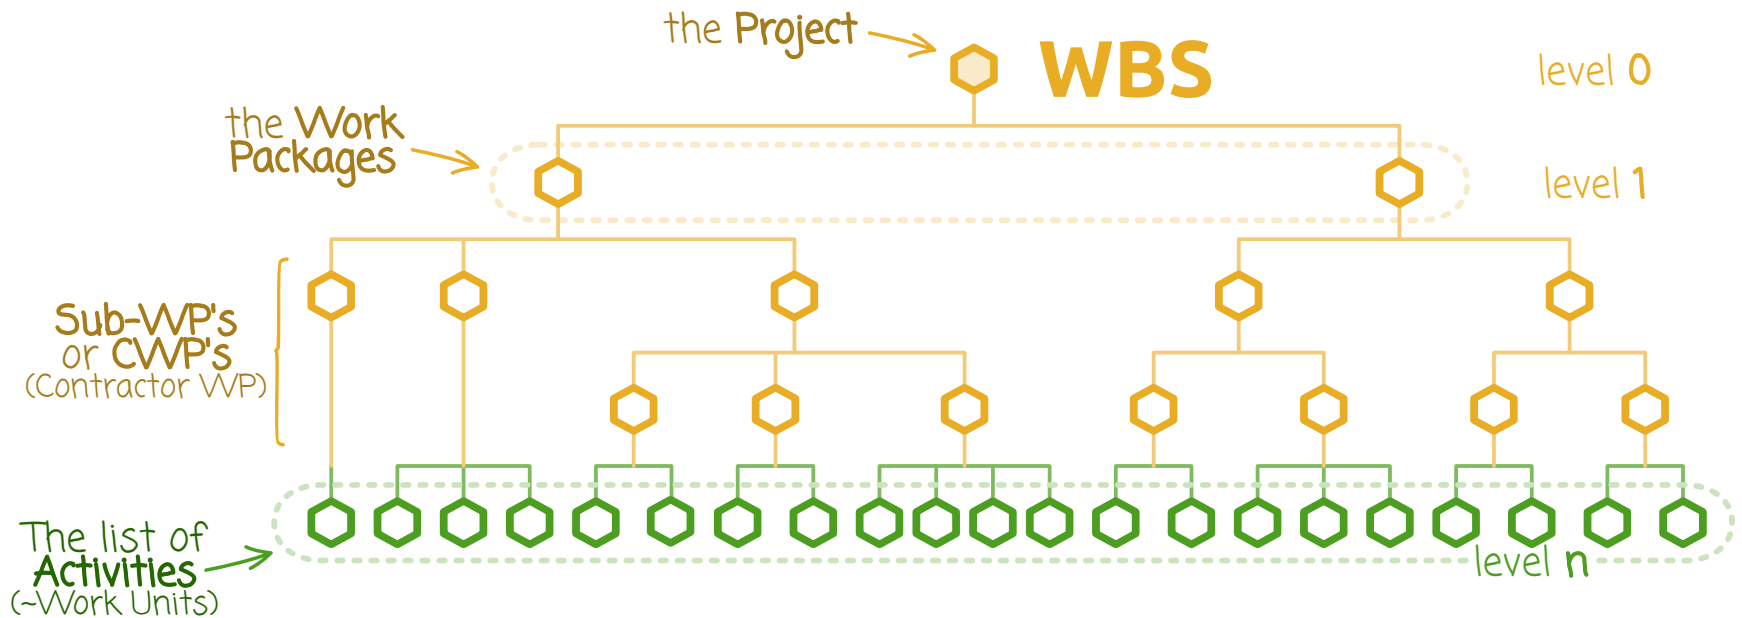 the Project
WBS
level 0
the Work
Packages
level 1
Sub-WP's
or CWP's
(Contractor WP)
The list of
Activities
(~Work Units)
level n